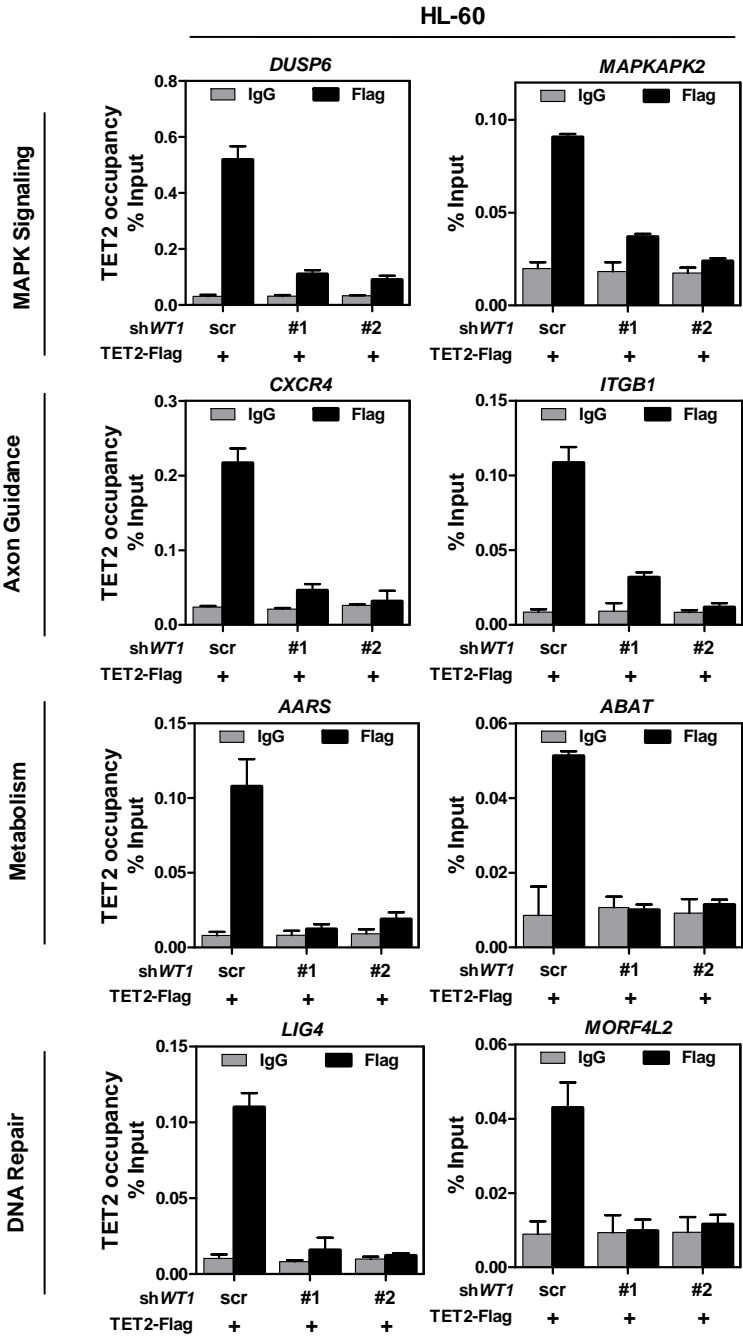 HL-60
MAPK Signaling
DUSP6
IgG Flag
TET2 occupancy
% Input
0.8
0.6
0.4
0.2
0.0
shWT1 scr #1 #2
TET2-Flag + + +
MAPKAPK2
IgG Flag
% Input
0.10
0.05
0.00
shWT1 scr #1 #2
TET2-Flag + + +
Axon Guidance
CXCR4
IgG Flag
TET2 occupancy
% Input
0.3
0.2
0.1
0.0
shWT1 scr #1 #2
TET2-Flag + + +
ITGB1
IgG Flag
% Input
0.15
0.10
0.05
0.00
shWT1 scr #1 #2
TET2-Flag + + +
Metabolism
AARS
IgG Flag
TET2 occupancy
% Input
0.15
0.10
0.05
0.00
shWT1 scr #1 #2
TET2-Flag + + +
ABAT
IgG Flag
% Input
0.06
0.04
0.02
0.00
shWT1 scr #1 #2
TET2-Flag + + +
DNA Repair
LIG4
IgG Flag
TET2 occupancy
% Input
0.15
0.10
0.05
0.00
shWT1 scr #1 #2
TET2-Flag + + +
MORF4L2
IgG Flag
% Input
0.06
0.04
0.02
0.00
shWT1 scr #1 #2
TET2-Flag + + +